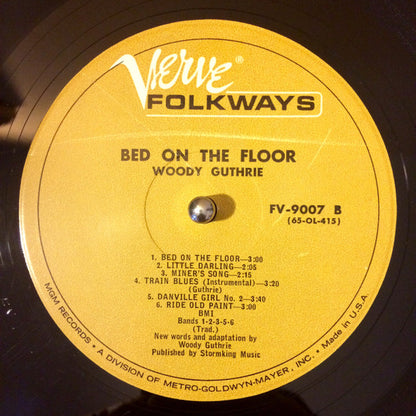 Verve®
FOLKWAYS
BED ON THE FLOOR
WOODY GUTHRIE
FV-9007 B
(65-OL-415)
1. BED ON THE FLOOR—3:00
2. LITTLE DARLING—2:05
3. MINER'S SONG—2:15
4. TRAIN BLUES (Instrumental)—3:20
(Guthrie)
5. DANVILLE GIRL No. 2—3:40
6. RIDE OLD PAINT—3:00
BMI
Bands 1-2-3-5-6
(Trad.)
New words and adaptation by
Woody Guthrie
Published by Stormking Music
MGM RECORDS • A DIVISION OF METRO-GOLDWYN-MAYER, INC. • Made in U.S.A.